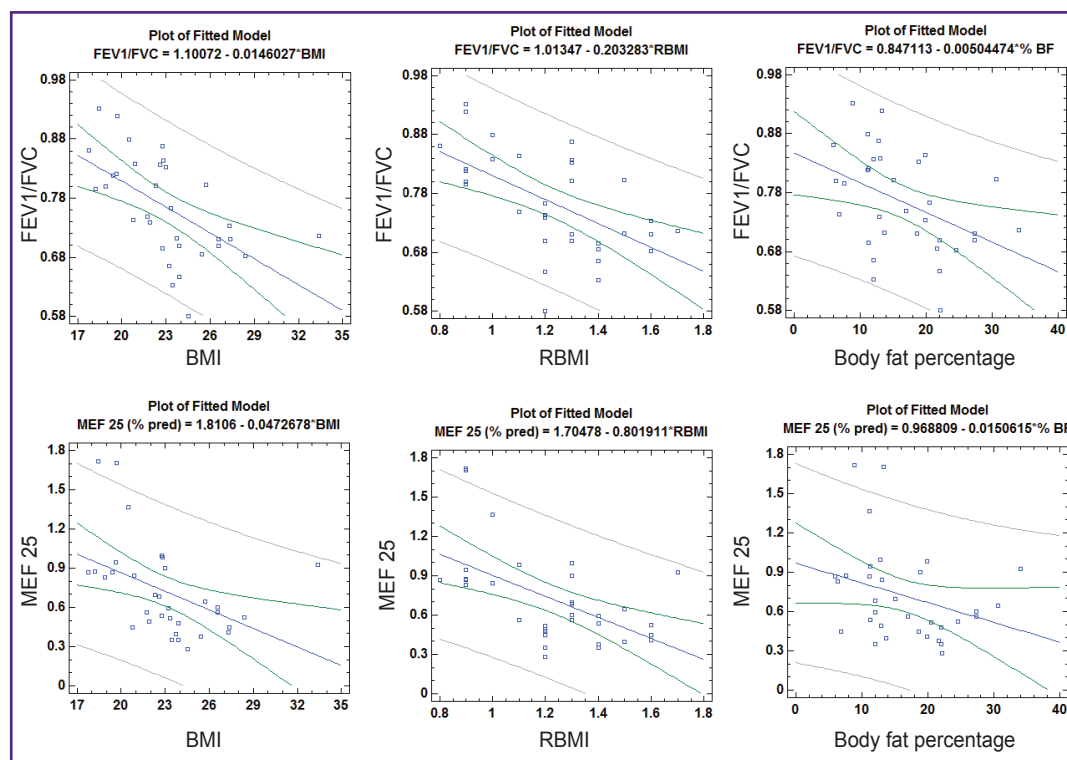 Plot of Fitted Model
FEV1/FVC = 1.10072 - 0.0146027*BMI
0.98
0.88
0.78
0.68
0.58
FEV1/FVC
17 20 23 26 29 32 35
BMI
Plot of Fitted Model
FEV1/FVC = 1.01347 - 0.203283*RBMI
0.98
0.88
0.78
0.68
0.58
FEV1/FVC
0.8 1 1.2 1.4 1.6 1.8
RBMI
Plot of Fitted Model
FEV1/FVC = 0.847113 - 0.00504474*% BF
0.98
0.88
0.78
0.68
0.58
FEV1/FVC
0 10 20 30 40
Body fat percentage
Plot of Fitted Model
MEF 25 (% pred) = 1.8106 - 0.0472678*BMI
1.8
1.5
1.2
0.9
0.6
0.3
0
MEF 25
17 20 23 26 29 32 35
BMI
Plot of Fitted Model
MEF 25 (% pred) = 1.70478 - 0.801911*RBMI
1.8
1.5
1.2
0.9
0.6
0.3
0
MEF 25
0.8 1 1.2 1.4 1.6 1.8
RBMI
Plot of Fitted Model
MEF 25 (% pred) = 0.968809 - 0.0150615*% BF
1.8
1.5
1.2
0.9
0.6
0.3
0
MEF 25
0 10 20 30 40
Body fat percentage